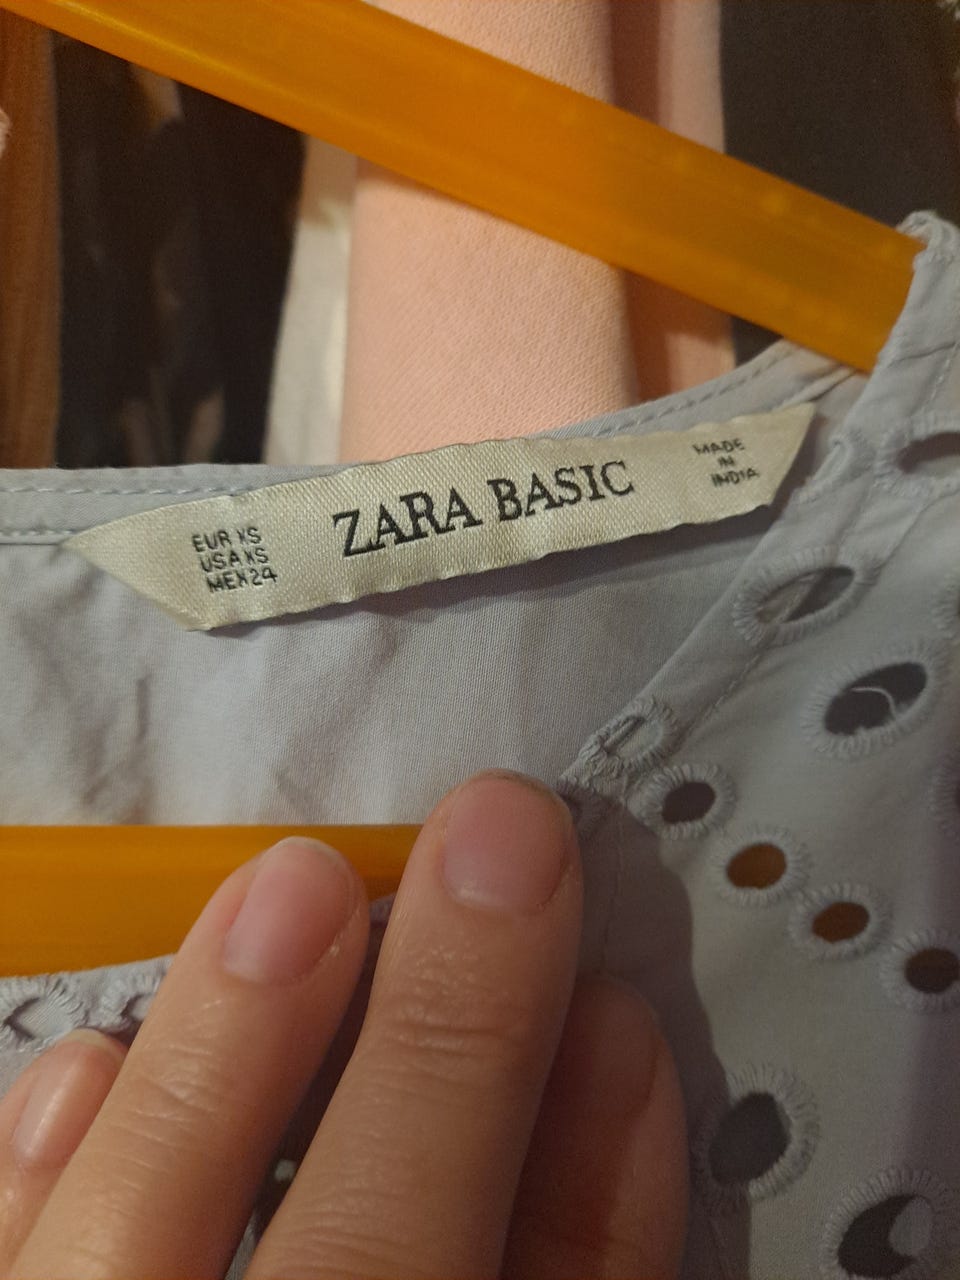 EUR XS
USA XS
MEX 24
ZARA BASIC
MADE
IN
INDIA